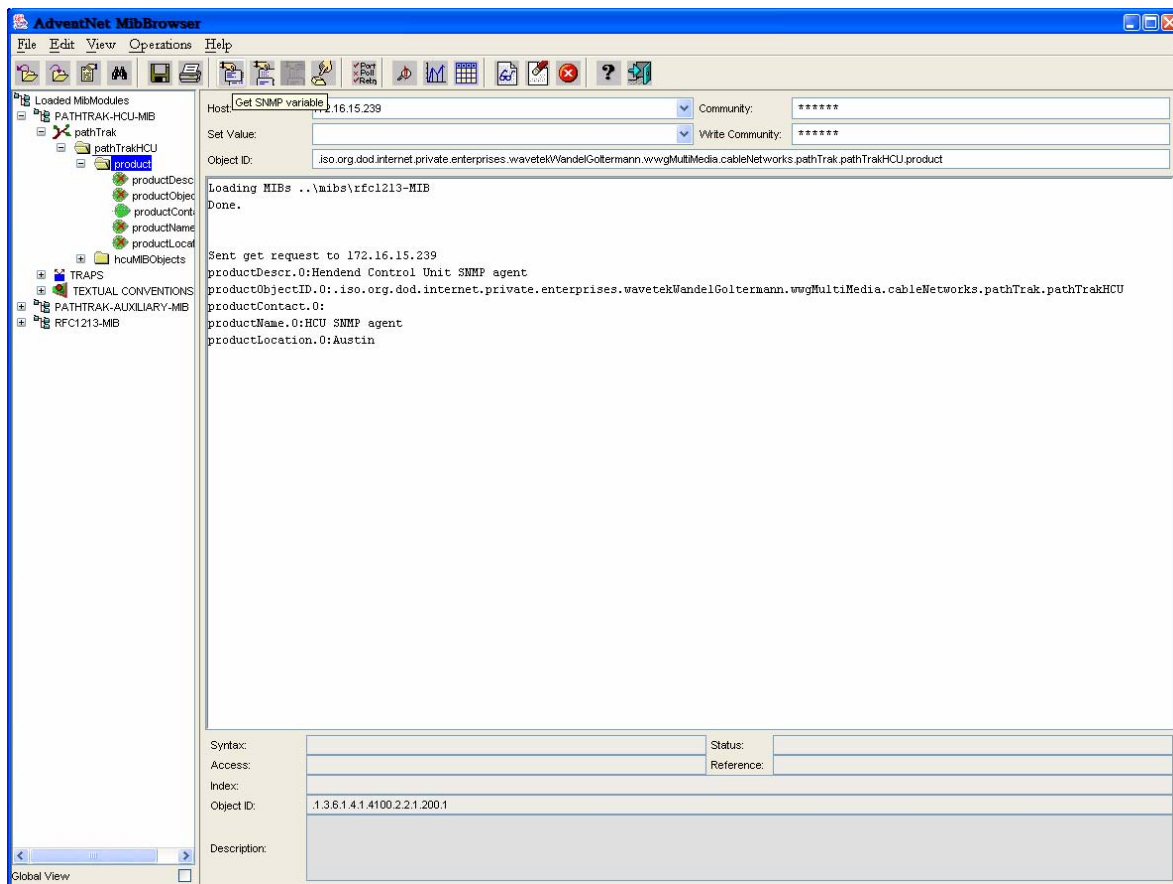 AdventNet MibBrowser
File Edit View Operations Help
Port
Poll
Retn
Get SNMP variable
Loaded MibModules
PATHTRAK-HCU-MIB
pathTrak
pathTrakHCU
product
productDesc
productObjec
productConta
productName
productLocat
hcuMIBObjects
TRAPS
TEXTUAL CONVENTIONS
PATHTRAK-AUXILIARY-MIB
RFC1213-MIB
Global View
Host: 2.16.15.239 Community: ******
Set Value: Write Community: ******
Object ID: .iso.org.dod.internet.private.enterprises.wavetekWandelGoltermann.wwgMultiMedia.cableNetworks.pathTrak.pathTrakHCU.product
Loading MIBs ..\mibs\rfc1213-MIB
Done.
Sent get request to 172.16.15.239
productDescr.0:Hendend Control Unit SNMP agent
productObjectID.0:.iso.org.dod.internet.private.enterprises.wavetekWandelGoltermann.wwgMultiMedia.cableNetworks.pathTrak.pathTrakHCU
productContact.0:
productName.0:HCU SNMP agent
productLocation.0:Austin
Syntax: Status:
Access: Reference:
Index:
Object ID: .1.3.6.1.4.1.4100.2.2.1.200.1
Description: